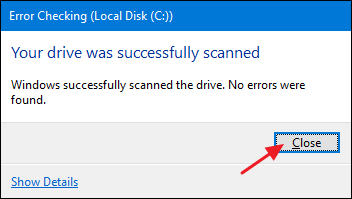 Error Checking (Local Disk (C:))
Your drive was successfully scanned
Windows successfully scanned the drive. No errors were
found.
Close
Show Details